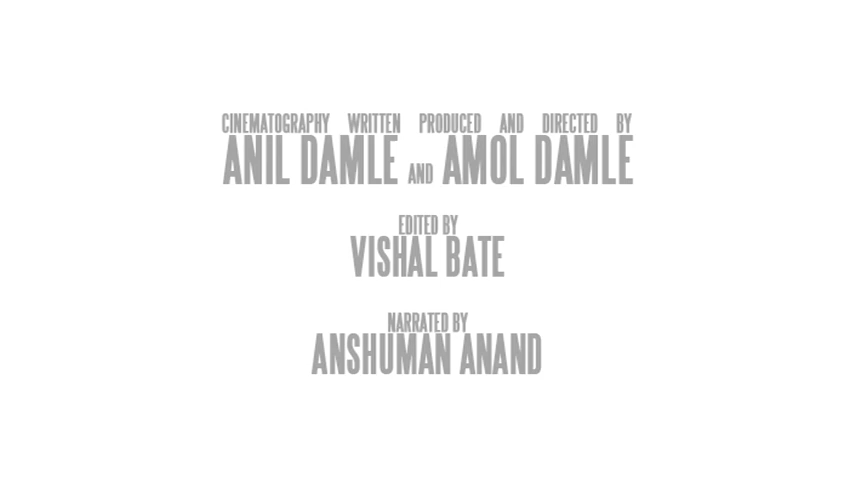 CINEMATOGRAPHY WRITTEN PRODUCED AND DIRECTED BY
ANIL DAMLE AND AMOL DAMLE
EDITED BY
VISHAL BATE
NARRATED BY
ANSHUMAN ANAND